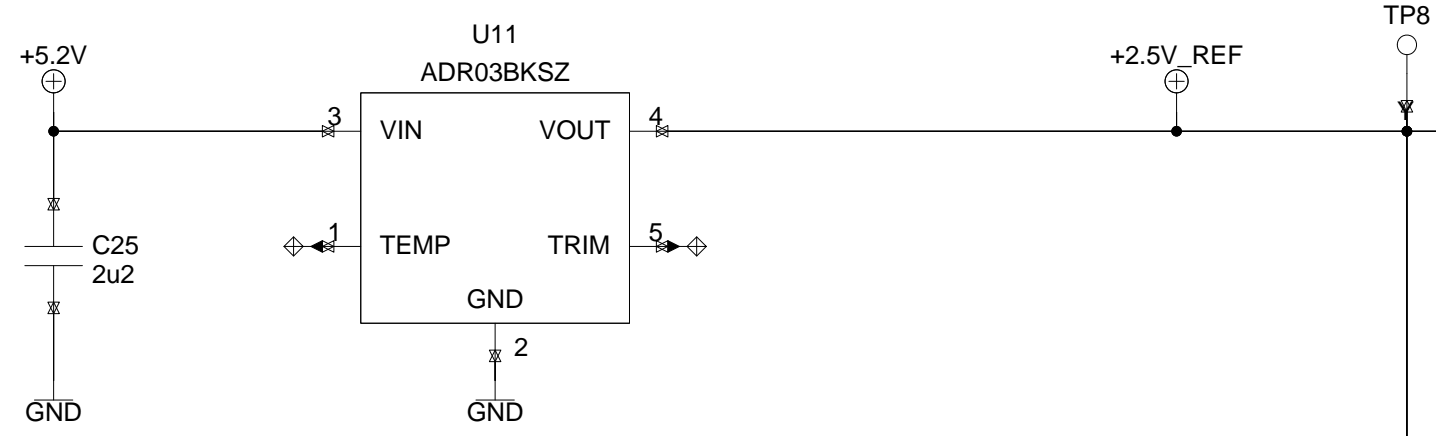 TP8
U11
+5.2V
+2.5V_REF
ADR03BKSZ
3
VIN
VOUT
4
Y
1
TEMP
TRIM
5
C25
2u2
GND
2
GND
GND